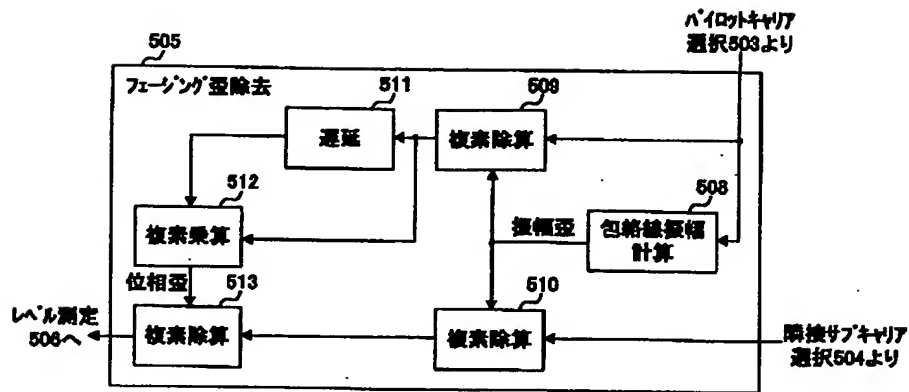 パイロットキャリア
選択503より
505
フェージング歪除去
511
遅延
509
複素除算
512
複素乗算
508
包絡線振幅
計算
振幅歪
位相歪
513
複素除算
510
複素除算
レベル測定
506へ
隣接サブキャリア
選択504より